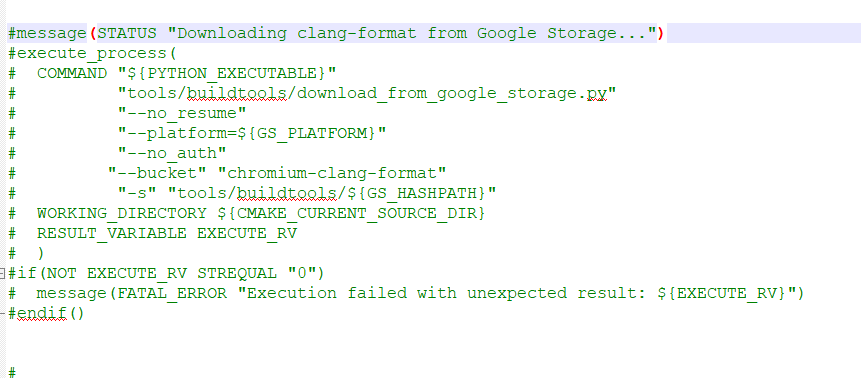 #message(STATUS "Downloading clang-format from Google Storage...")
#execute_process(
#  COMMAND "${PYTHON_EXECUTABLE}"
#          "tools/buildtools/download_from_google_storage.py"
#          "--no_resume"
#          "--platform=${GS_PLATFORM}"
#          "--no_auth"
#         "--bucket" "chromium-clang-format"
#          "-s" "tools/buildtools/${GS_HASHPATH}"
#  WORKING_DIRECTORY ${CMAKE_CURRENT_SOURCE_DIR}
#  RESULT_VARIABLE EXECUTE_RV
#  )
#if(NOT EXECUTE_RV STREQUAL "0")
#  message(FATAL_ERROR "Execution failed with unexpected result: ${EXECUTE_RV}")
#endif()
#